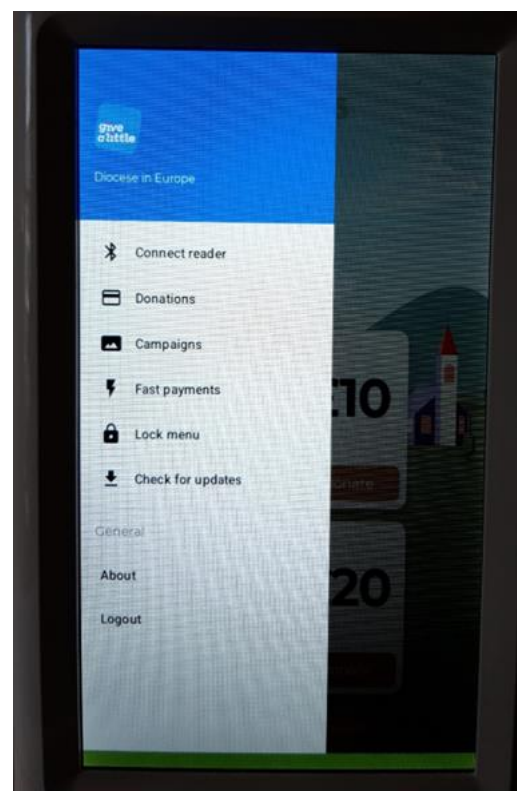 give
a little
Diocese in Europe
Connect reader
Donations
Campaigns
Fast payments
Lock menu
Check for updates
General
About
Logout
10
onate
20